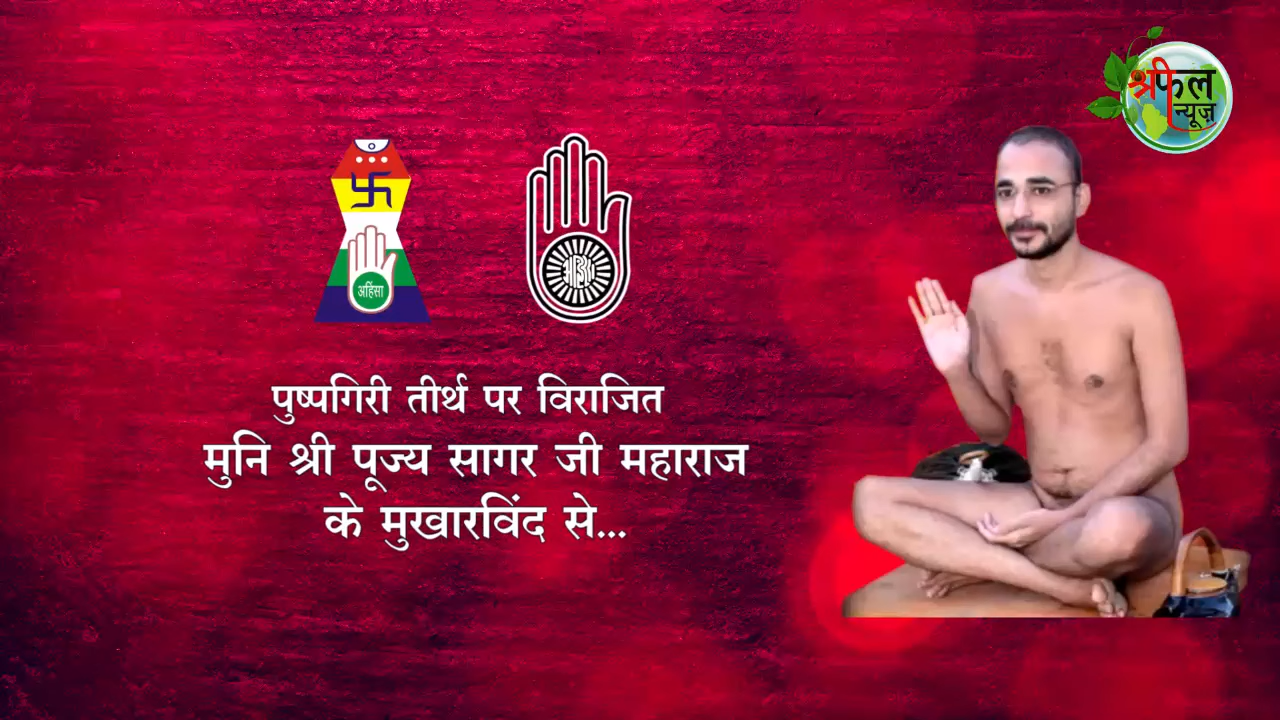 श्रीफल
न्यूज़
अहिंसा
पुष्पगिरी तीर्थ पर विराजित
मुनि श्री पूज्य सागर जी महाराज
के मुखारविंद से...